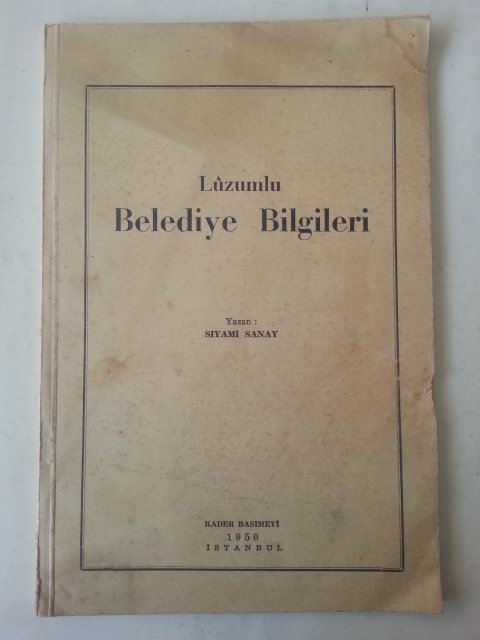 Lûzumlu
Belediye Bilgileri
Yazan :
SIYAMİ SANAY
KADER BASIMEVİ
1950
İSTANBUL